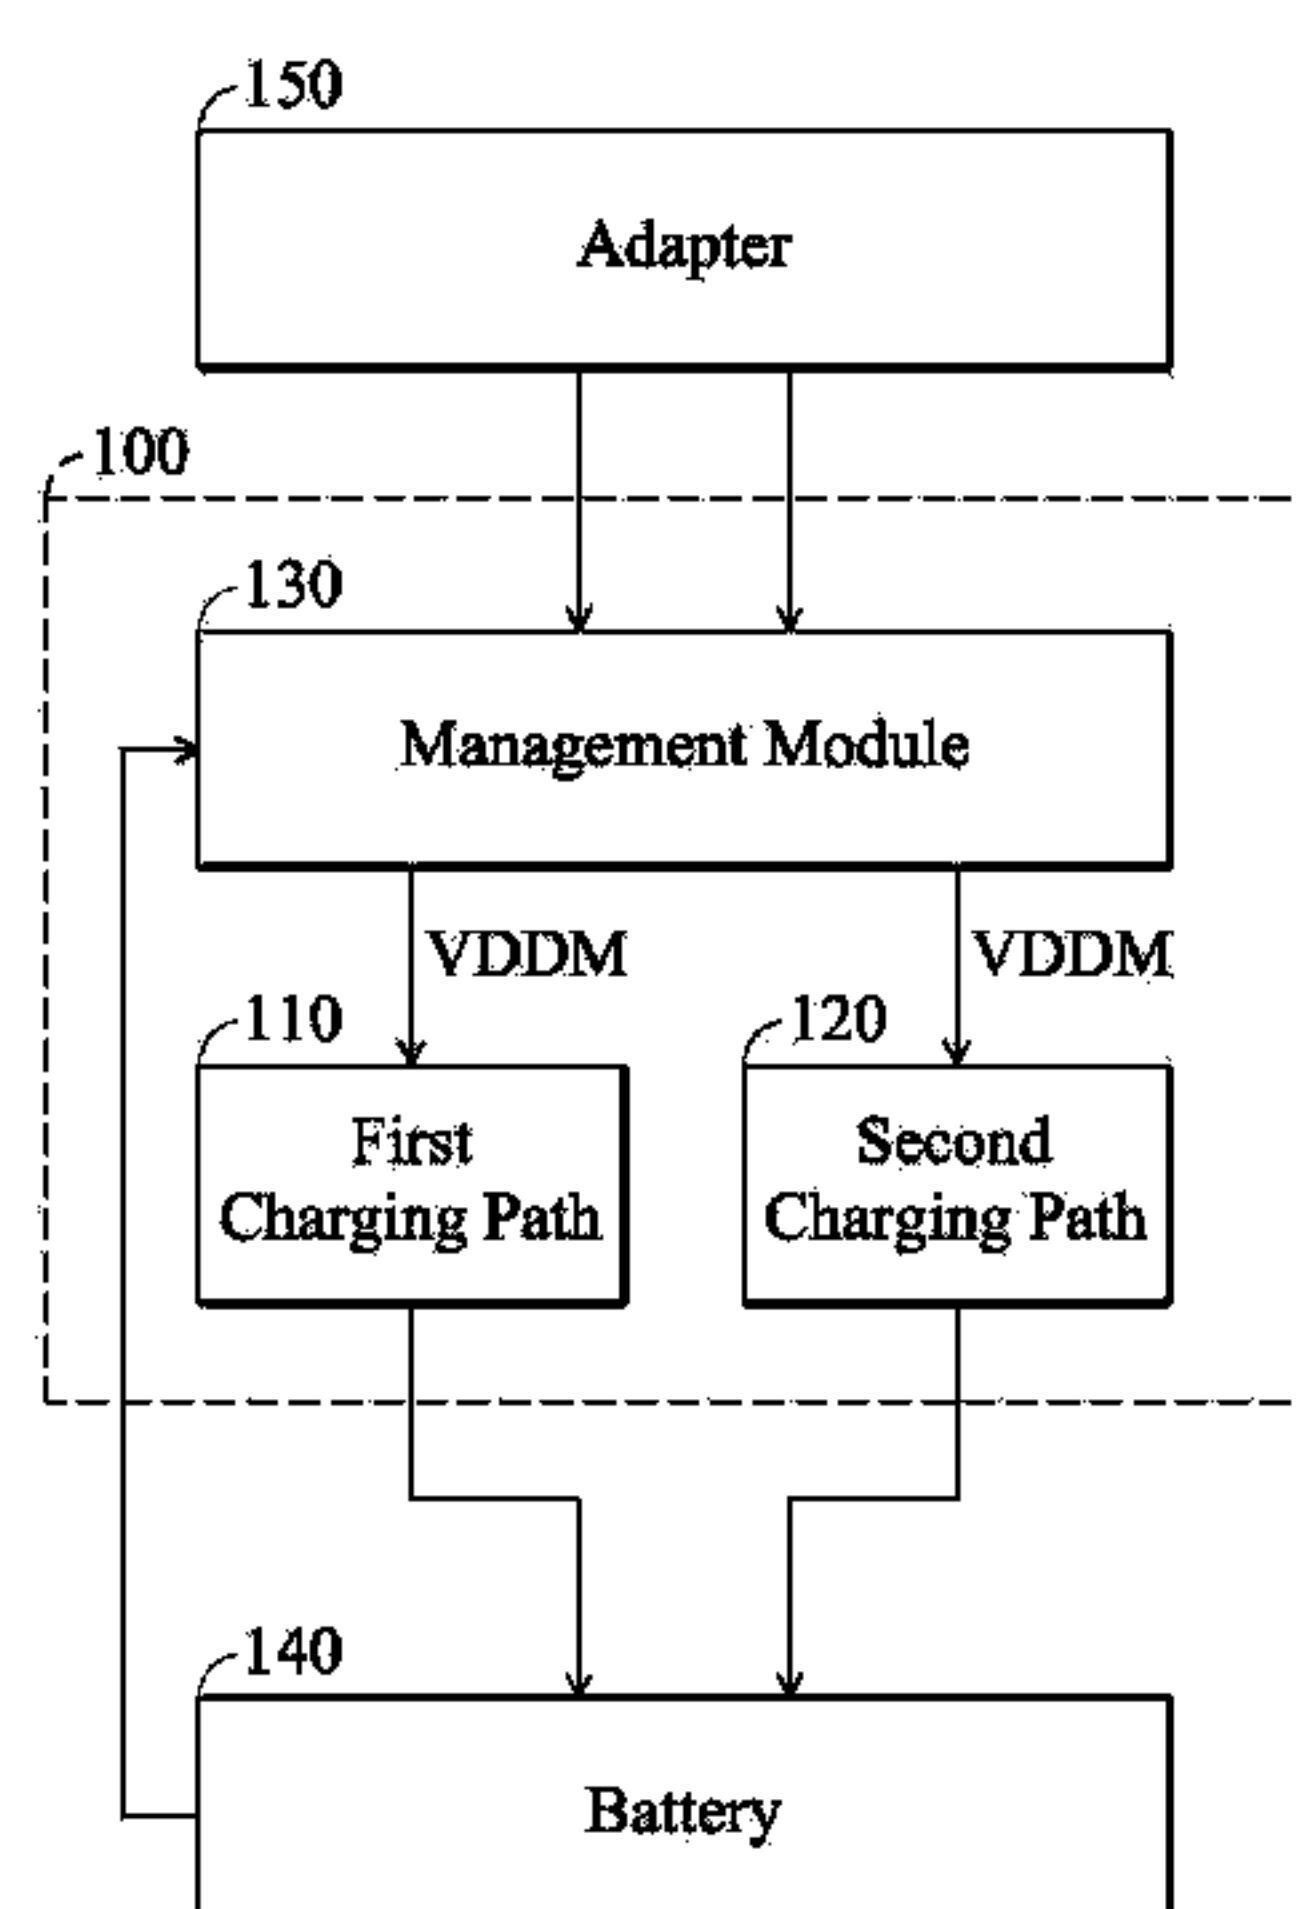 150
Adapter
100
130
Management Module
VDDM
VDDM
110
120
First
Charging Path
Second
Charging Path
140
Battery